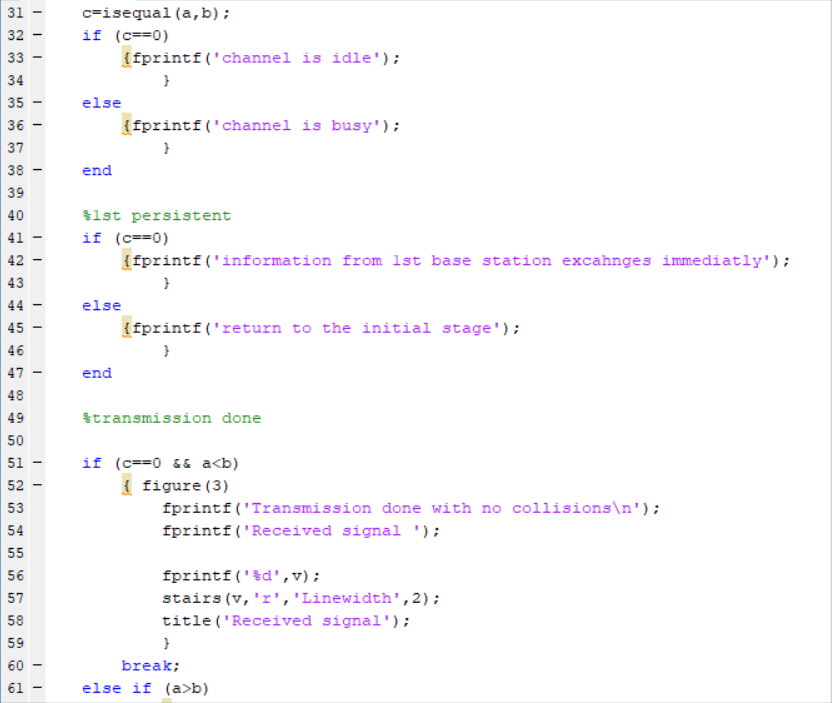 31 –    c=isequal(a,b);
32 –    if (c==0)
33 –        {fprintf('channel is idle');
34              }
35 –    else
36 –        {fprintf('channel is busy');
37              }
38 –    end
39
40      %1st persistent
41 –    if (c==0)
42 –        {fprintf('information from 1st base station excahnges immediatly');
43              }
44 –    else
45 –        {fprintf('return to the initial stage');
46              }
47 –    end
48
49      %transmission done
50
51 –    if (c==0 && a<b)
52 –        { figure(3)
53              fprintf('Transmission done with no collisions\n');
54              fprintf('Received signal ');
55
56              fprintf('%d',v);
57              stairs(v,'r','Linewidth',2);
58              title('Received signal');
59              }
60 –        break;
61 –    else if (a>b)